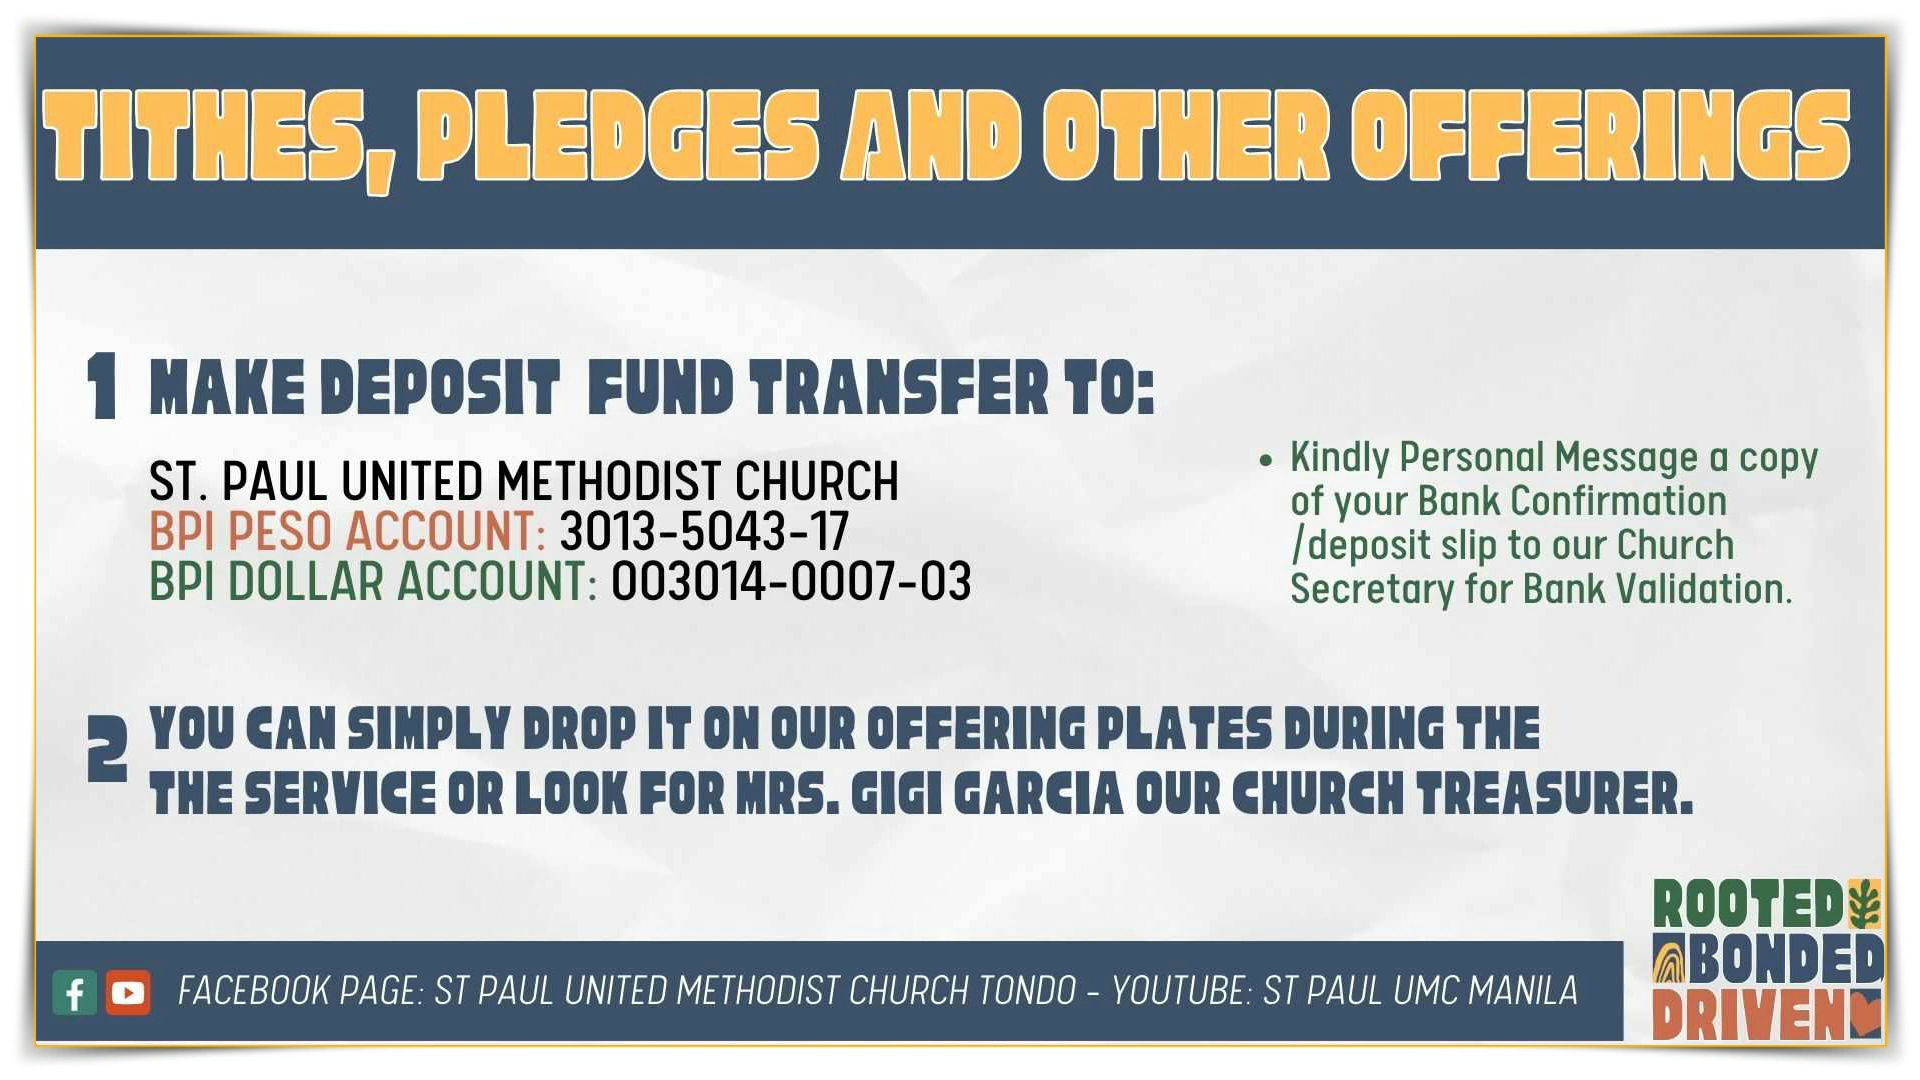 TITHES, PLEDGES AND OTHER OFFERINGS
1 MAKE DEPOSIT FUND TRANSFER TO:
ST. PAUL UNITED METHODIST CHURCH
BPI PESO ACCOUNT: 3013-5043-17
BPI DOLLAR ACCOUNT: 003014-0007-03
• Kindly Personal Message a copy
of your Bank Confirmation
/deposit slip to our Church
Secretary for Bank Validation.
2 YOU CAN SIMPLY DROP IT ON OUR OFFERING PLATES DURING THE
THE SERVICE OR LOOK FOR MRS. GIGI GARCIA OUR CHURCH TREASURER.
FACEBOOK PAGE: ST PAUL UNITED METHODIST CHURCH TONDO - YOUTUBE: ST PAUL UMC MANILA
ROOTED
BONDED
DRIVEN